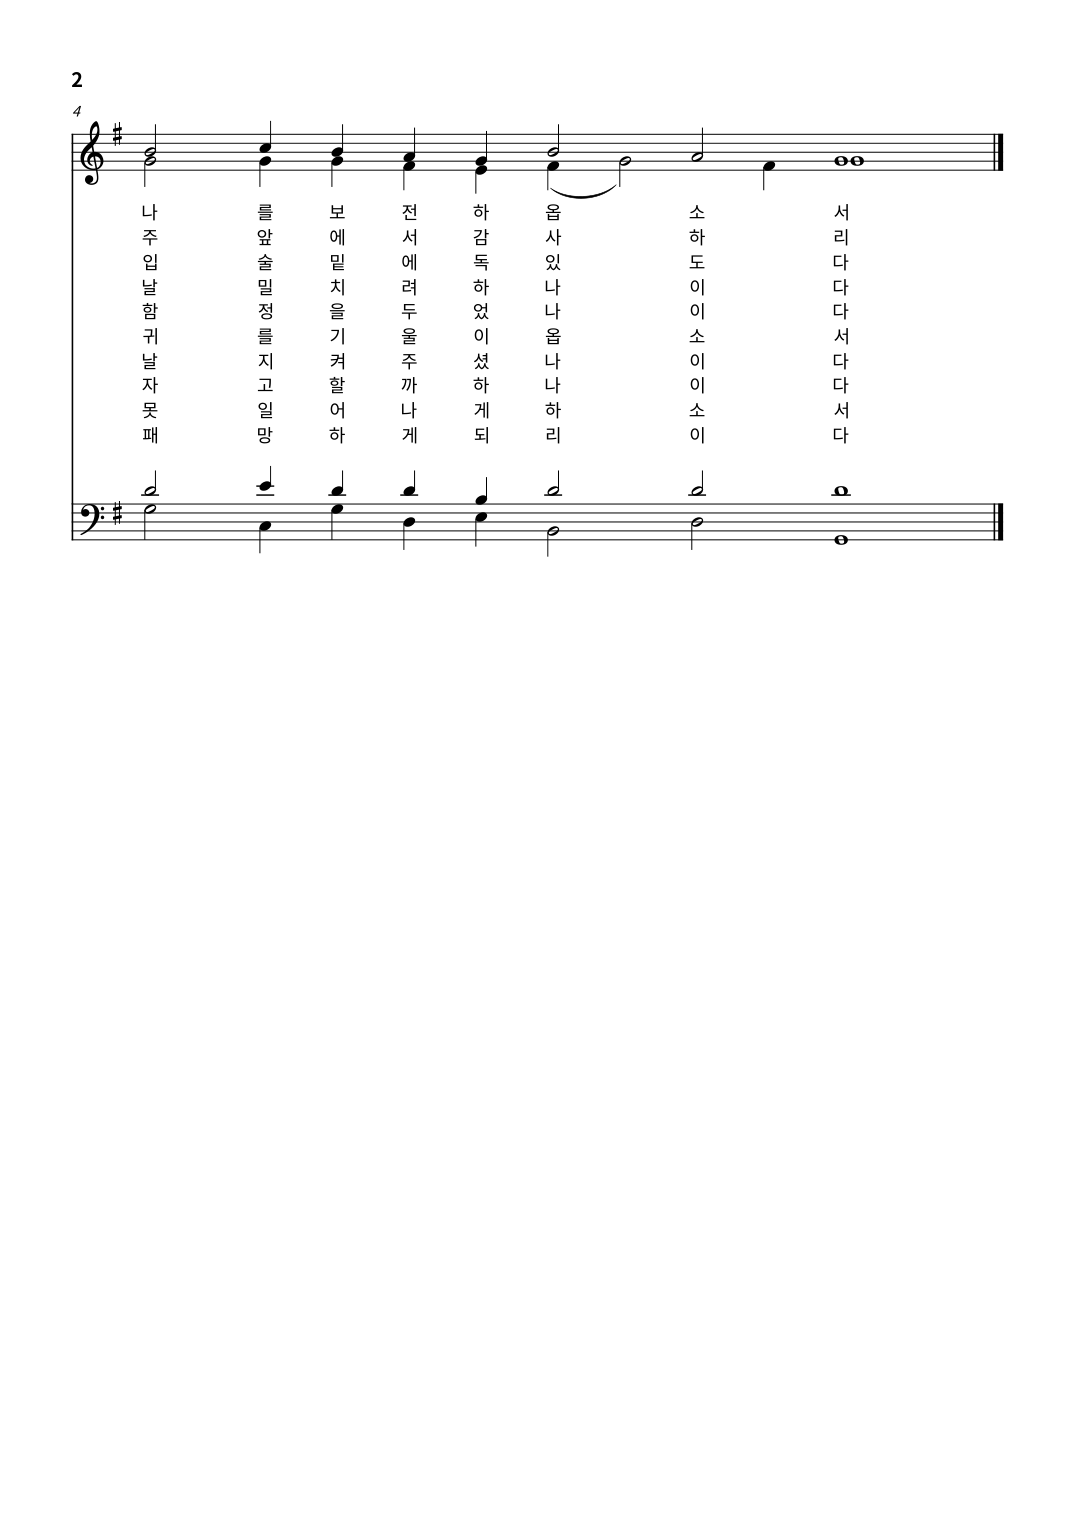 2
4
나 를 보 전 하 옵 소 서
주 앞 에 서 감 사 하 리
입 술 밑 에 독 있 도 다
날 밀 치 려 하 나 이 다
함 정 을 두 었 나 이 다
귀 를 기 울 이 옵 소 서
날 지 켜 주 셨 나 이 다
자 고 할 까 하 나 이 다
못 일 어 나 게 하 소 서
패 망 하 게 되 리 이 다